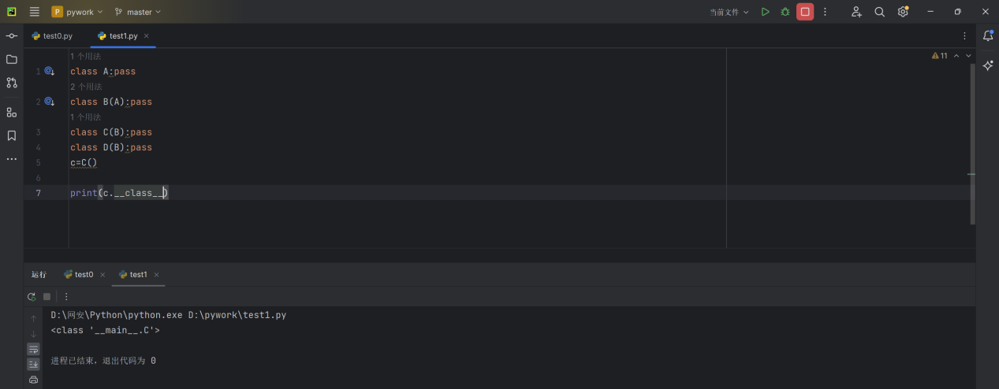 P pywork master 当前文件
test0.py test1.py
1 个用法
11
1 class A:pass
2 个用法
2 class B(A):pass
1 个用法
3 class C(B):pass
4 class D(B):pass
5 c=C()
6
7 print(c.__class__)
运行 test0 test1
D:\网安\Python\python.exe D:\pywork\test1.py
<class '__main__.C'>
进程已结束，退出代码为 0